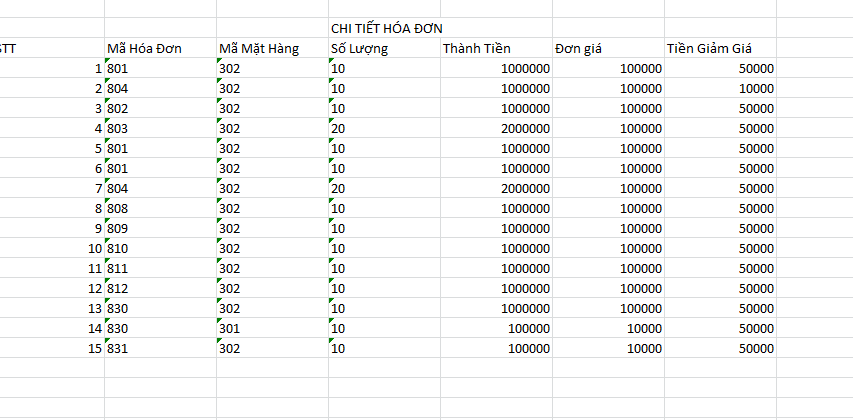 CHI TIẾT HÓA ĐƠN
STT Mã Hóa Đơn Mã Mặt Hàng Số Lượng Thành Tiền Đơn giá Tiền Giảm Giá
1 801 302 10 1000000 100000 50000
2 804 302 10 1000000 100000 10000
3 802 302 10 1000000 100000 50000
4 803 302 20 2000000 100000 50000
5 801 302 10 1000000 100000 50000
6 801 302 10 1000000 100000 50000
7 804 302 20 2000000 100000 50000
8 808 302 10 1000000 100000 50000
9 809 302 10 1000000 100000 50000
10 810 302 10 1000000 100000 50000
11 811 302 10 1000000 100000 50000
12 812 302 10 1000000 100000 50000
13 830 302 10 1000000 100000 50000
14 830 301 10 100000 10000 50000
15 831 302 10 100000 10000 50000